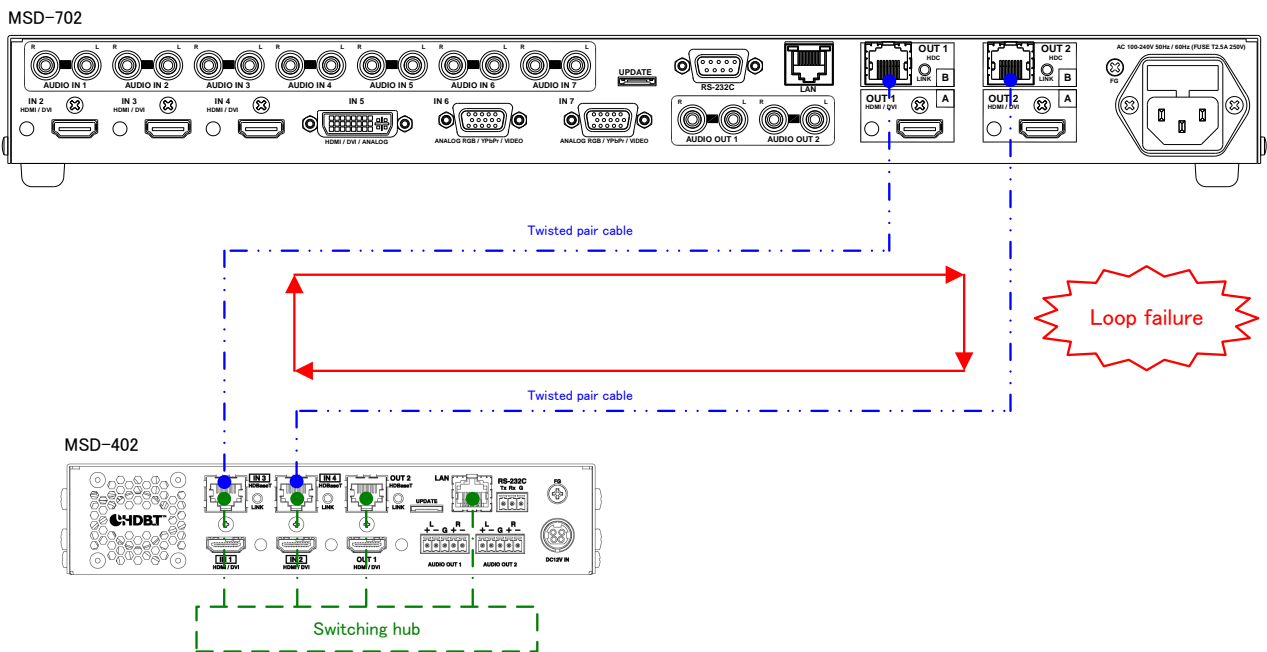 MSD-702
R L R L R L R L R L R L R L
AUDIO IN 1 AUDIO IN 2 AUDIO IN 3 AUDIO IN 4 AUDIO IN 5 AUDIO IN 6 AUDIO IN 7
UPDATE
RS-232C
LAN
OUT 1
HDC
LINK
B
OUT 2
HDC
LINK
B
AC 100-240V 50Hz / 60Hz (FUSE T2.5A 250V)
FG
IN 2
HDMI / DVI
IN 3
HDMI / DVI
IN 4
HDMI / DVI
IN 5
HDMI / DVI / ANALOG
IN 6
ANALOG RGB / YPbPr / VIDEO
IN 7
ANALOG RGB / YPbPr / VIDEO
R L R L
AUDIO OUT 1 AUDIO OUT 2
OUT 1
HDMI / DVI
A
OUT 2
HDMI / DVI
A
Twisted pair cable
Loop failure
Twisted pair cable
MSD-402
HDBT™
IN 3
HDBaseT
LINK
IN 4
HDBaseT
LINK
OUT 2
HDBaseT
LINK
UPDATE
LAN
RS-232C
Tx Rx G
FG
IN 1
HDMI / DVI
IN 2
HDMI / DVI
OUT 1
HDMI / DVI
L R
+ − G + −
AUDIO OUT 1
L R
+ − G + −
AUDIO OUT 2
DC12V IN
Switching hub